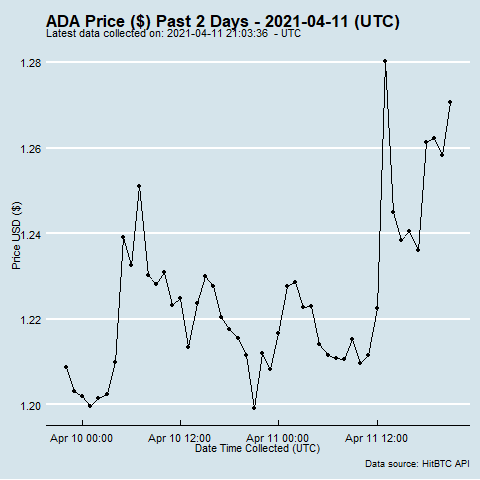 ADA Price ($) Past 2 Days - 2021-04-11 (UTC)
Latest data collected on: 2021-04-11 21:03:36 - UTC
1.28
1.26
1.24
1.22
1.20
Price USD ($)
Apr 10 00:00 Apr 10 12:00 Apr 11 00:00 Apr 11 12:00
Date Time Collected (UTC)
Data source: HitBTC API